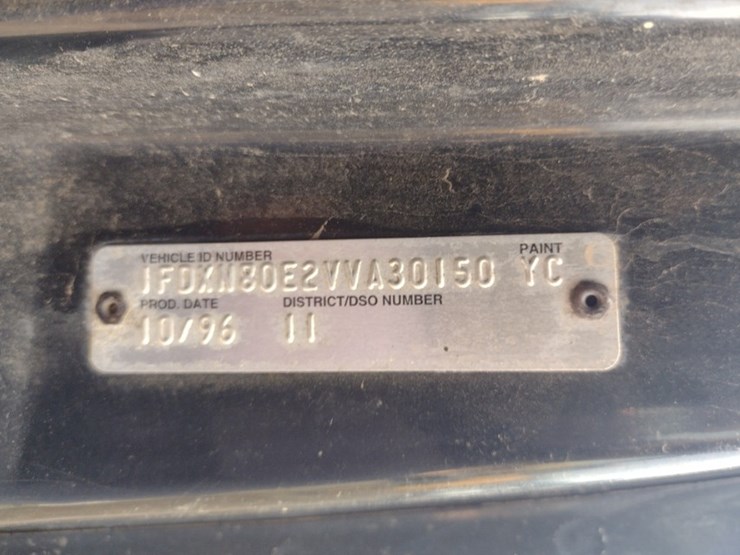 VEHICLE ID NUMBER PAINT
1FDXN80E2VVA30150 YC
PROD. DATE DISTRICT/DSO NUMBER
10/96 11